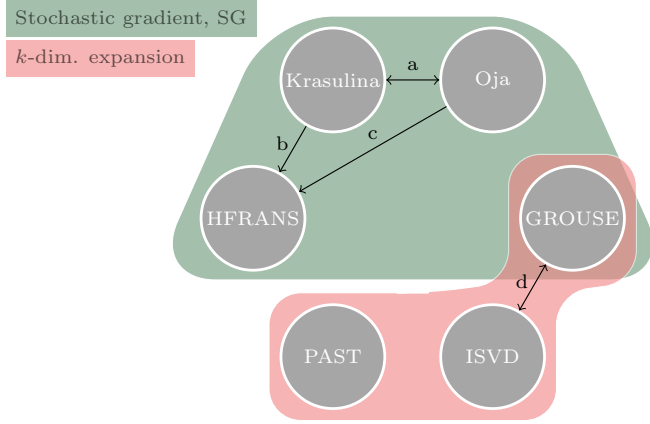 Stochastic gradient, SG
k-dim. expansion
Krasulina
a
Oja
b
c
HFRANS
GROUSE
d
PAST
ISVD